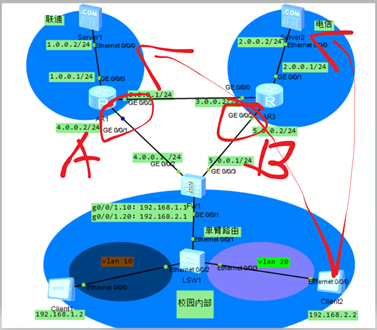 联通
电信
1.0.0.2/24
Ethernet 0/0/0
Server1
2.0.0.2/24
Ethernet 0/0/0
Server2
1.0.0.1/24
GE 0/0/0
2.0.0.1/24
GE 0/0/1
GE 0/0/2
3.0.0.1/24
3.0.0.2/24
GE 0/0/0
AR1
AR3
4.0.0.2/24
GE 0/0/1
GE 0/0/2
5.0.0.2/24
A
B
4.0.0.1/24
GE 0/0/2
5.0.0.1/24
GE 0/0/3
FW1
g0/0/1.10: 192.168.1.1
g0/0/1.20: 192.168.2.1
GE 0/0/1
单臂路由
Ethernet 0/0/1
vlan 10
vlan 20
Ethernet 0/0/2
Ethernet 0/0/3
LSW1
校园内部
Ethernet 0/0/0
Ethernet 0/0/0
Client1
Client2
192.168.1.2
192.168.2.2